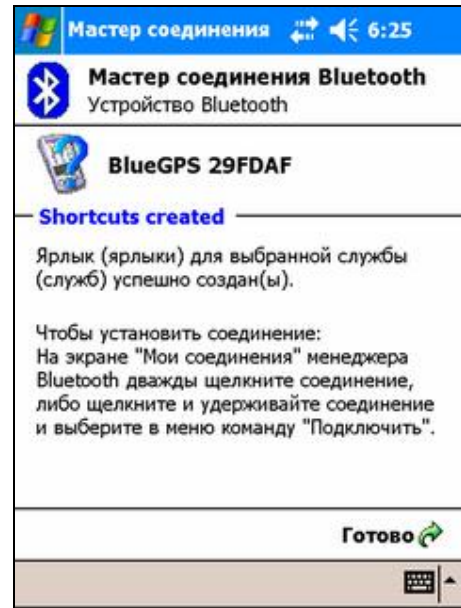 Мастер соединения 6:25
Мастер соединения Bluetooth
Устройство Bluetooth
BlueGPS 29FDAF
Shortcuts created
Ярлык (ярлыки) для выбранной службы
(служб) успешно создан(ы).
Чтобы установить соединение:
На экране "Мои соединения" менеджера
Bluetooth дважды щелкните соединение,
либо щелкните и удерживайте соединение
и выберите в меню команду "Подключить".
Готово